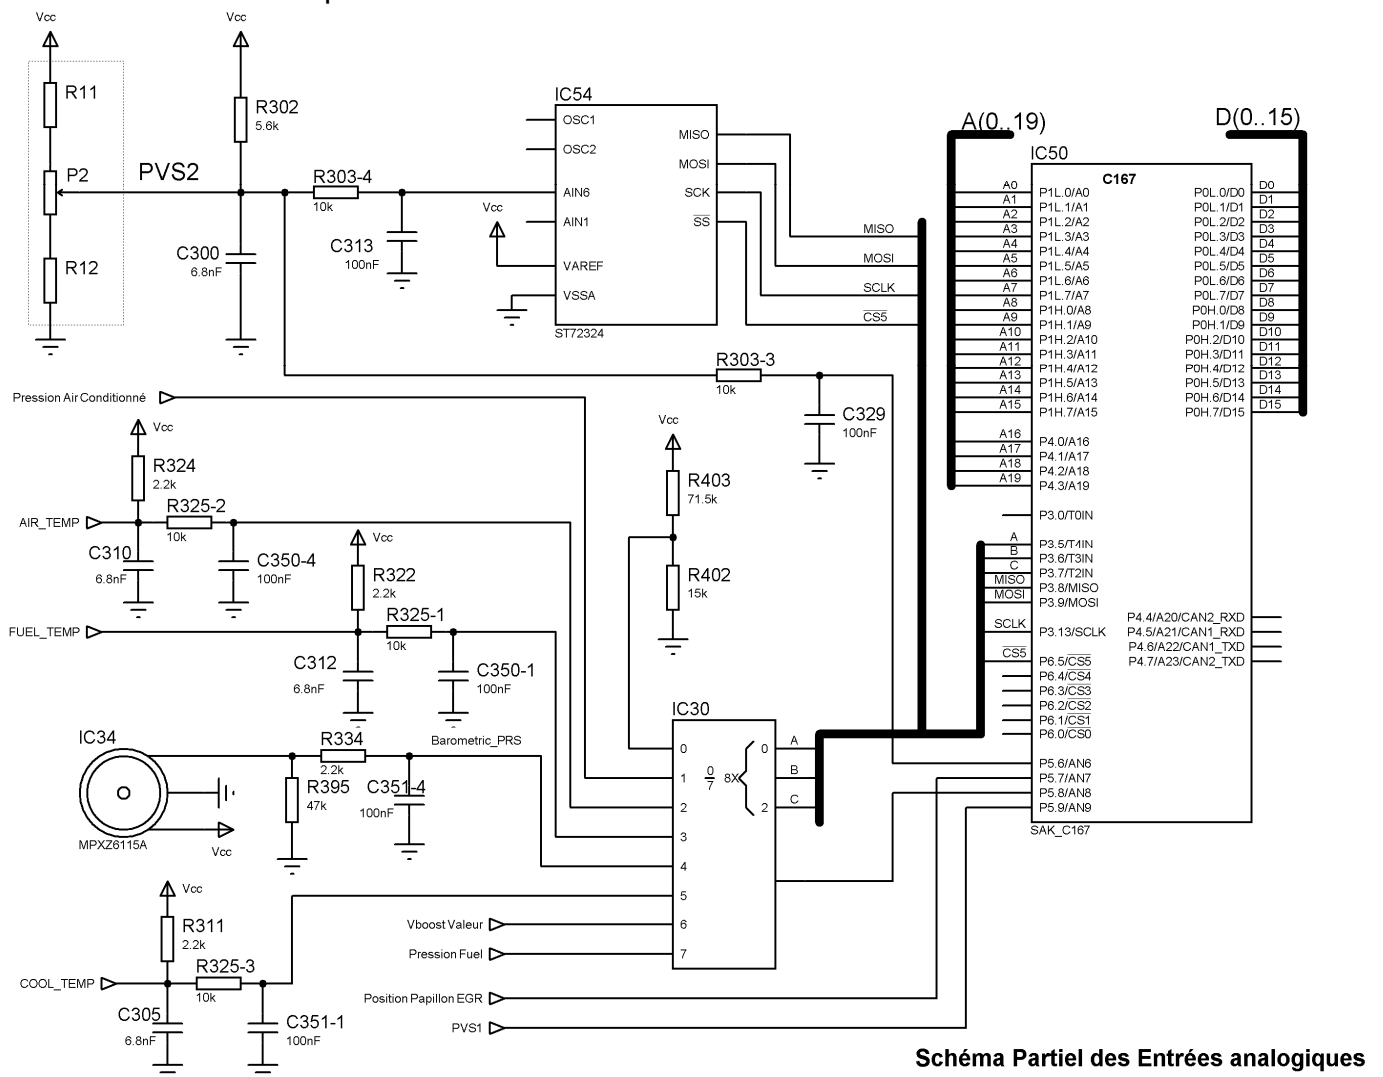 Vcc
Vcc
R11
R302
5.6k
P2
PVS2
R12
C300
6.8nF
R303-4
10k
C313
100nF
Vcc
IC54
OSC1
OSC2
AIN6
AIN1
VAREF
VSSA
MISO
MOSI
SCK
SS
ST72324
MISO
MOSI
SCLK
CS5
R303-3
10k
C329
100nF
A(0..19)
D(0..15)
IC50
C167
A0 P1L.0/A0 P0L.0/D0 D0
A1 P1L.1/A1 P0L.1/D1 D1
A2 P1L.2/A2 P0L.2/D2 D2
A3 P1L.3/A3 P0L.3/D3 D3
A4 P1L.4/A4 P0L.4/D4 D4
A5 P1L.5/A5 P0L.5/D5 D5
A6 P1L.6/A6 P0L.6/D6 D6
A7 P1L.7/A7 P0L.7/D7 D7
A8 P1H.0/A8 P0H.0/D8 D8
A9 P1H.1/A9 P0H.1/D9 D9
A10 P1H.2/A10 P0H.2/D10 D10
A11 P1H.3/A11 P0H.3/D11 D11
A12 P1H.4/A12 P0H.4/D12 D12
A13 P1H.5/A13 P0H.5/D13 D13
A14 P1H.6/A14 P0H.6/D14 D14
A15 P1H.7/A15 P0H.7/D15 D15
A16 P4.0/A16
A17 P4.1/A17
A18 P4.2/A18
A19 P4.3/A19
P3.0/T0IN
A P3.5/T4IN
B P3.6/T3IN
C P3.7/T2IN
MISO P3.8/MISO
MOSI P3.9/MOSI
SCLK P3.13/SCLK
CS5 P6.5/CS5
P6.4/CS4
P6.3/CS3
P6.2/CS2
P6.1/CS1
P6.0/CS0
P4.4/A20/CAN2_RXD
P4.5/A21/CAN1_RXD
P4.6/A22/CAN1_TXD
P4.7/A23/CAN2_TXD
P5.6/AN6
P5.7/AN7
P5.8/AN8
P5.9/AN9
SAK_C167
Pression Air Conditionné
Vcc
R324
2.2k
AIR_TEMP
R325-2
10k
C310
6.8nF
C350-4
100nF
Vcc
R322
2.2k
FUEL_TEMP
R325-1
10k
C312
6.8nF
C350-1
100nF
Vcc
R403
71.5k
R402
15k
IC34
MPXZ6115A
Vcc
R334
2.2k
R395
47k
Barometric_PRS
C351-4
100nF
IC30
0
1
2
3
4
5
6
7
0
7
8X
0
2
A
B
C
Vcc
R311
2.2k
COOL_TEMP
R325-3
10k
C305
6.8nF
C351-1
100nF
Vboost Valeur
Pression Fuel
Position Papillon EGR
PVS1
Schéma Partiel des Entrées analogiques